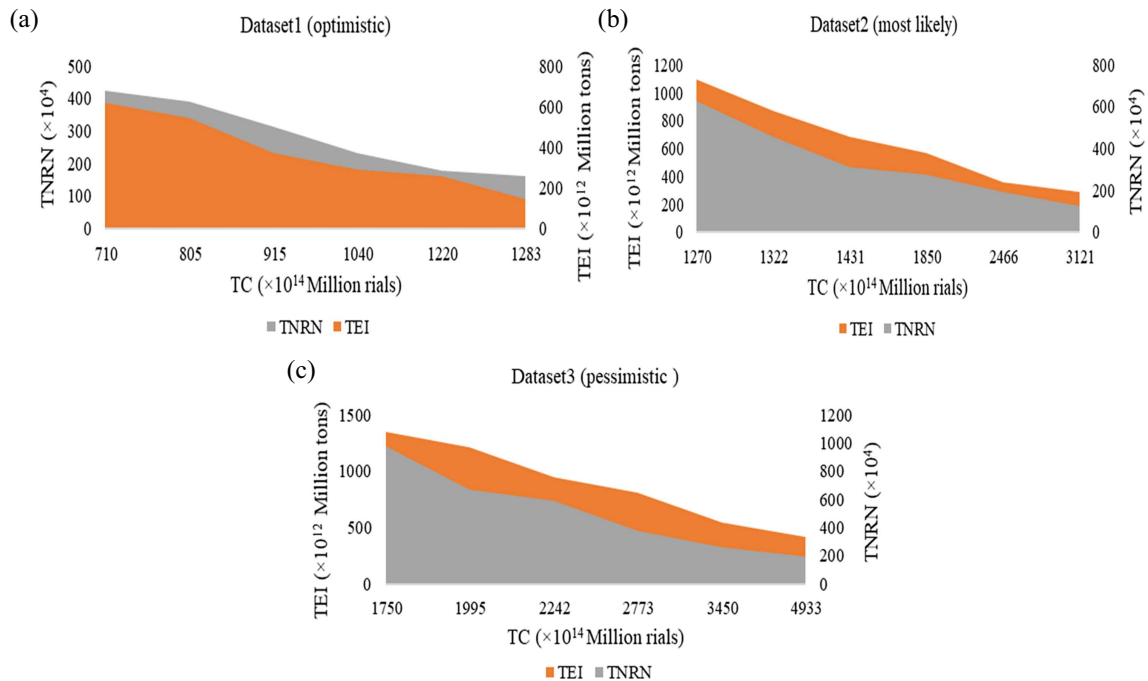 (a)
Dataset1 (optimistic)
TNRN (×10⁴)
500
400
300
200
100
0
800
600
400
200
0
TEI (×10¹² Million tons)
710 805 915 1040 1220 1283
TC (×10¹⁴ Million rials)
TNRN TEI
(b)
Dataset2 (most likely)
TEI (×10¹² Million tons)
1200
1000
800
600
400
200
0
800
600
400
200
0
TNRN (×10⁴)
1270 1322 1431 1850 2466 3121
TC (×10¹⁴ Million rials)
TEI TNRN
(c)
Dataset3 (pessimistic )
TEI (×10¹² Million tons)
1500
1000
500
0
1200
1000
800
600
400
200
0
TNRN (×10⁴)
1750 1995 2242 2773 3450 4933
TC (×10¹⁴ Million rials)
TEI TNRN